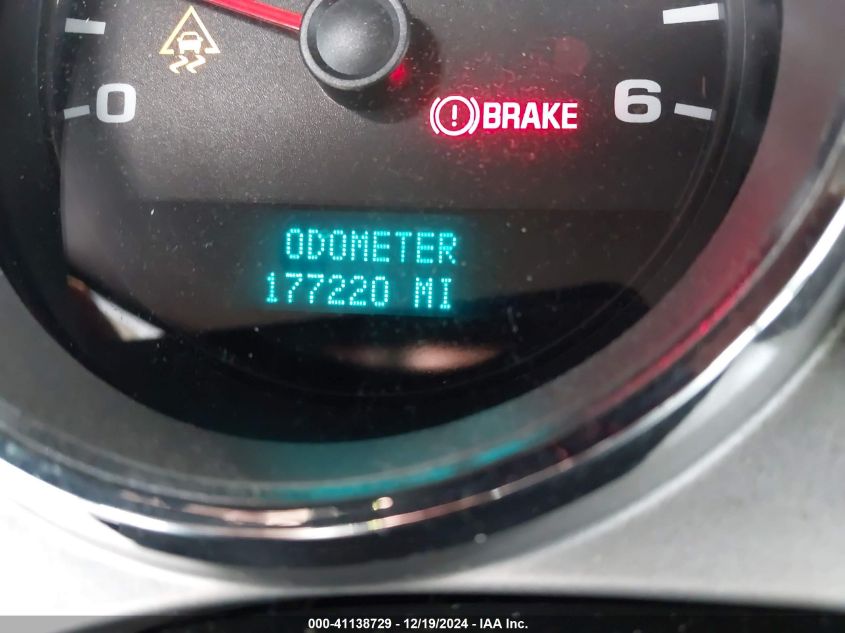 0
BRAKE
6
ODOMETER
177220 MI
000-41138729 - 12/19/2024 - IAA Inc.